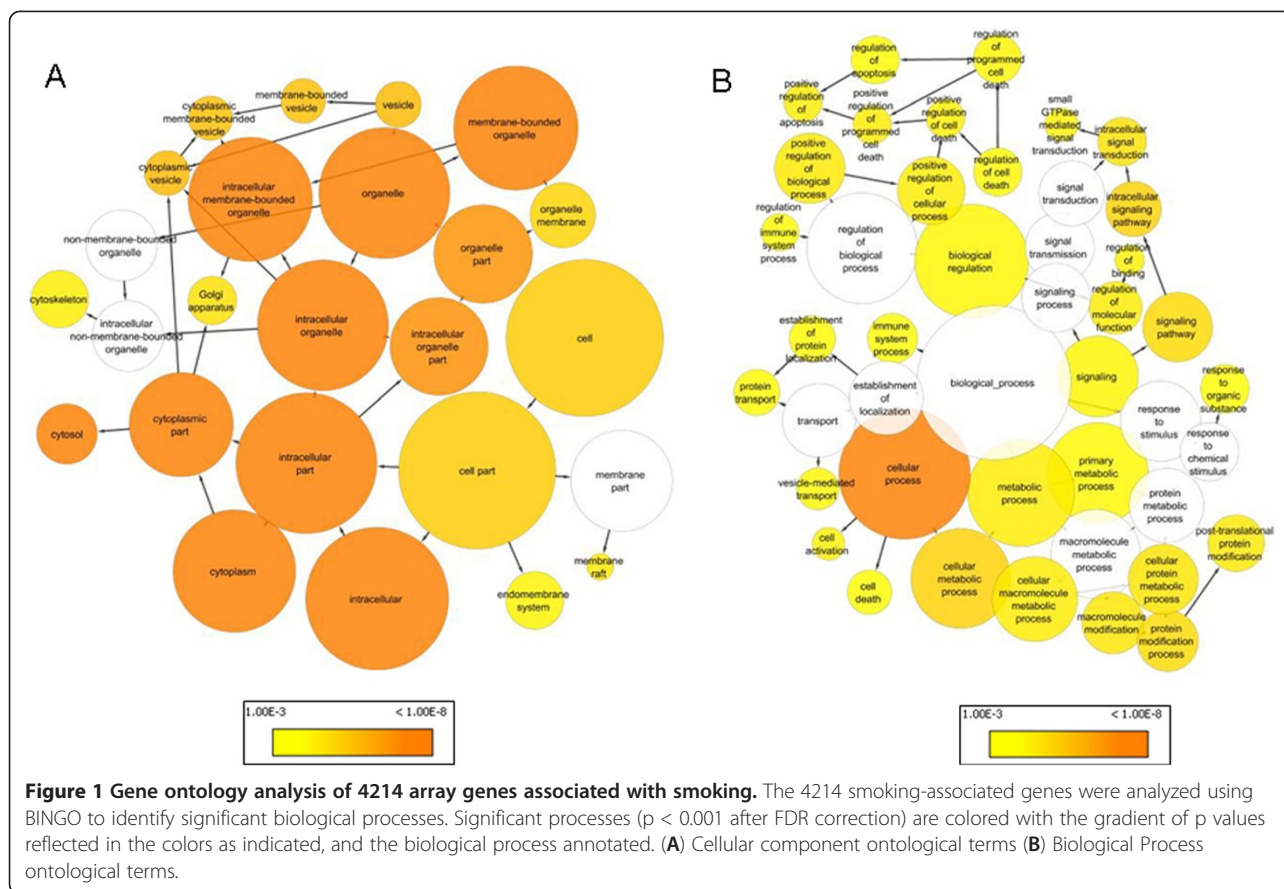 A
cytoplasmic
membrane-bounded
vesicle
membrane-bounded
vesicle
vesicle
membrane-bounded
organelle
cytoplasmic
vesicle
intracellular
membrane-bounded
organelle
organelle
organelle
membrane
non-membrane-bounded
organelle
organelle
part
cytoskeleton
Golgi
apparatus
intracellular
non-membrane-bounded
organelle
intracellular
organelle
intracellular
organelle part
cell
cytosol
cytoplasmic
part
intracellular
part
cell part
membrane
part
cytoplasm
intracellular
membrane
raft
endomembrane
system
1.00E-3
< 1.00E-8
B
regulation
of
apoptosis
regulation
of
programmed
cell
death
positive
regulation
of
apoptosis
positive
regulation
of
programmed
cell
death
positive
regulation
of cell
death
small
GTPase
mediated
signal
transduction
intracellular
signal
transduction
positive
regulation of
biological
process
positive
regulation of
cellular
process
regulation
of cell
death
signal
transduction
intracellular
signaling
pathway
regulation
of
immune
system
process
regulation
of
biological
process
biological
regulation
signal
transmission
regulation
of
binding
signaling
process
regulation
of
molecular
function
signaling
pathway
establishment
of
protein
localization
immune
system
process
biological_process
signaling
response
to
organic
substance
protein
transport
establishment
of
localization
transport
response
to
stimulus
response
to
chemical
stimulus
cellular
process
metabolic
process
primary
metabolic
process
vesicle-mediated
transport
protein
metabolic
process
cell
activation
macromolecule
metabolic
process
post-translational
protein
modification
cell
death
cellular
metabolic
process
cellular
macromolecule
metabolic
process
cellular
protein
metabolic
process
macromolecule
modification
protein
modification
process
1.00E-3
< 1.00E-8
Figure 1 Gene ontology analysis of 4214 array genes associated with smoking. The 4214 smoking-associated genes were analyzed using
BINGO to identify significant biological processes. Significant processes (p < 0.001 after FDR correction) are colored with the gradient of p values
reflected in the colors as indicated, and the biological process annotated. (A) Cellular component ontological terms (B) Biological Process
ontological terms.